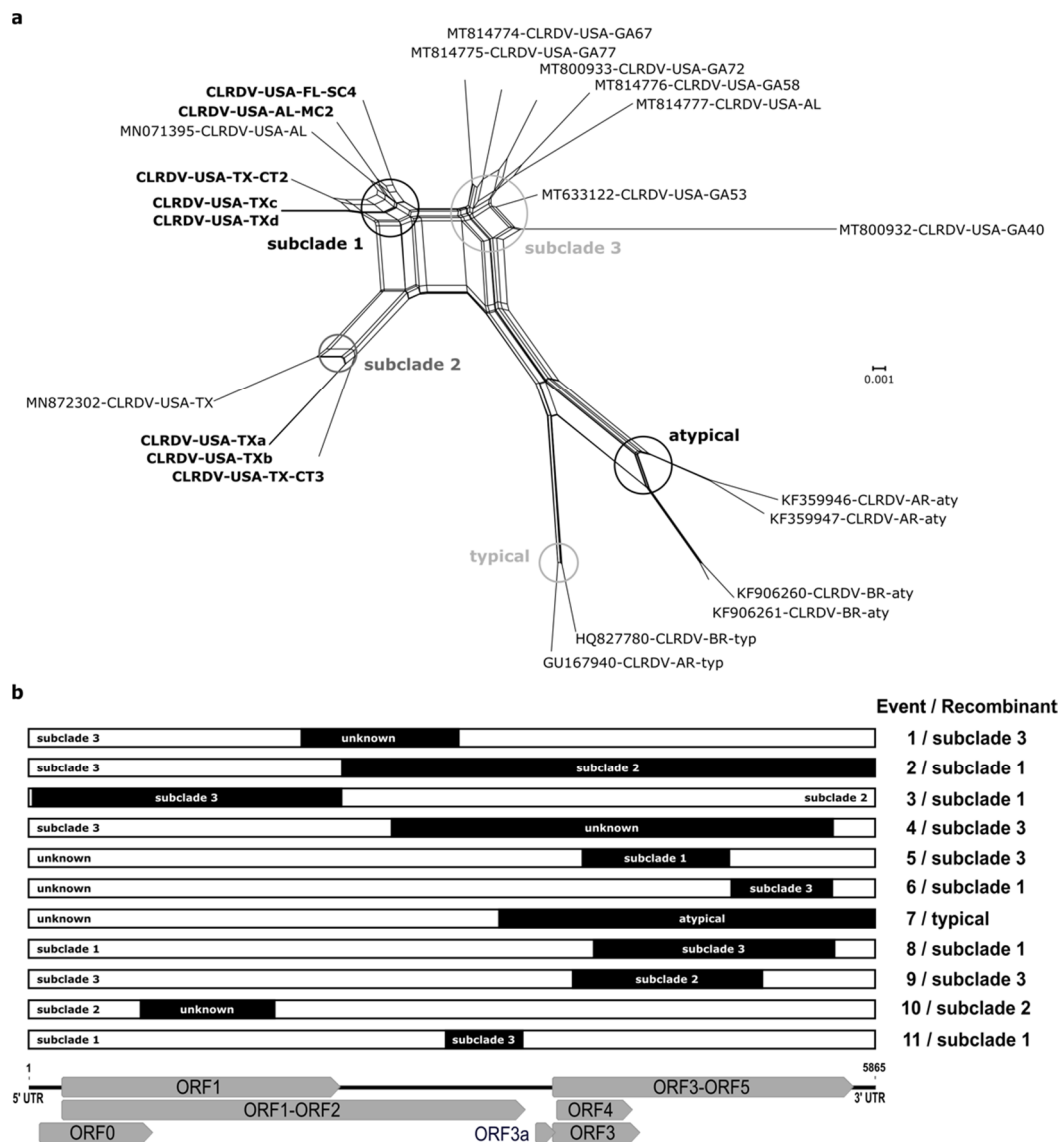 a
MT814774-CLRDV-USA-GA67
MT814775-CLRDV-USA-GA77
MT800933-CLRDV-USA-GA72
MT814776-CLRDV-USA-GA58
MT814777-CLRDV-USA-AL
CLRDV-USA-FL-SC4
CLRDV-USA-AL-MC2
MN071395-CLRDV-USA-AL
CLRDV-USA-TX-CT2
CLRDV-USA-TXc
CLRDV-USA-TXd
subclade 1
MT633122-CLRDV-USA-GA53
MT800932-CLRDV-USA-GA40
subclade 3
subclade 2
0.001
MN872302-CLRDV-USA-TX
CLRDV-USA-TXa
CLRDV-USA-TXb
CLRDV-USA-TX-CT3
atypical
KF359946-CLRDV-AR-aty
KF359947-CLRDV-AR-aty
typical
KF906260-CLRDV-BR-aty
KF906261-CLRDV-BR-aty
HQ827780-CLRDV-BR-typ
GU167940-CLRDV-AR-typ
b
Event / Recombinant
subclade 3 unknown 1 / subclade 3
subclade 3 subclade 2 2 / subclade 1
subclade 3 subclade 2 3 / subclade 1
subclade 3 unknown 4 / subclade 3
unknown subclade 1 5 / subclade 3
unknown subclade 3 6 / subclade 1
unknown atypical 7 / typical
subclade 1 subclade 3 8 / subclade 1
subclade 3 subclade 2 9 / subclade 3
subclade 2 unknown 10 / subclade 2
subclade 1 subclade 3 11 / subclade 1
1 5865
5' UTR ORF1 ORF3-ORF5 3' UTR
ORF1-ORF2 ORF4
ORF0 ORF3a ORF3